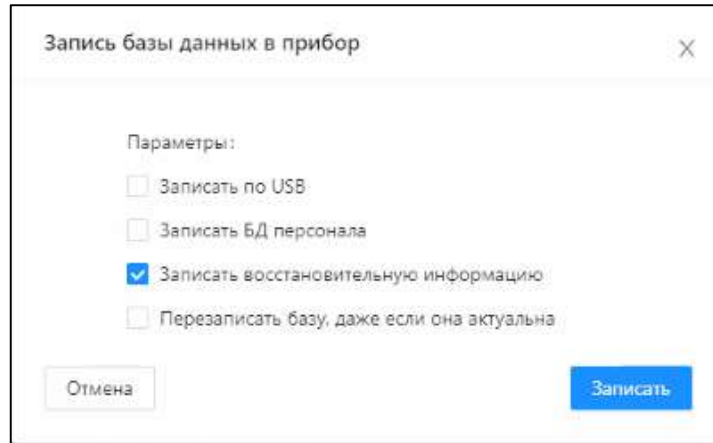 Запись базы данных в прибор
Параметры:
Записать по USB
Записать БД персонала
Записать восстановительную информацию
Перезаписать базу, даже если она актуальна
Отмена
Записать